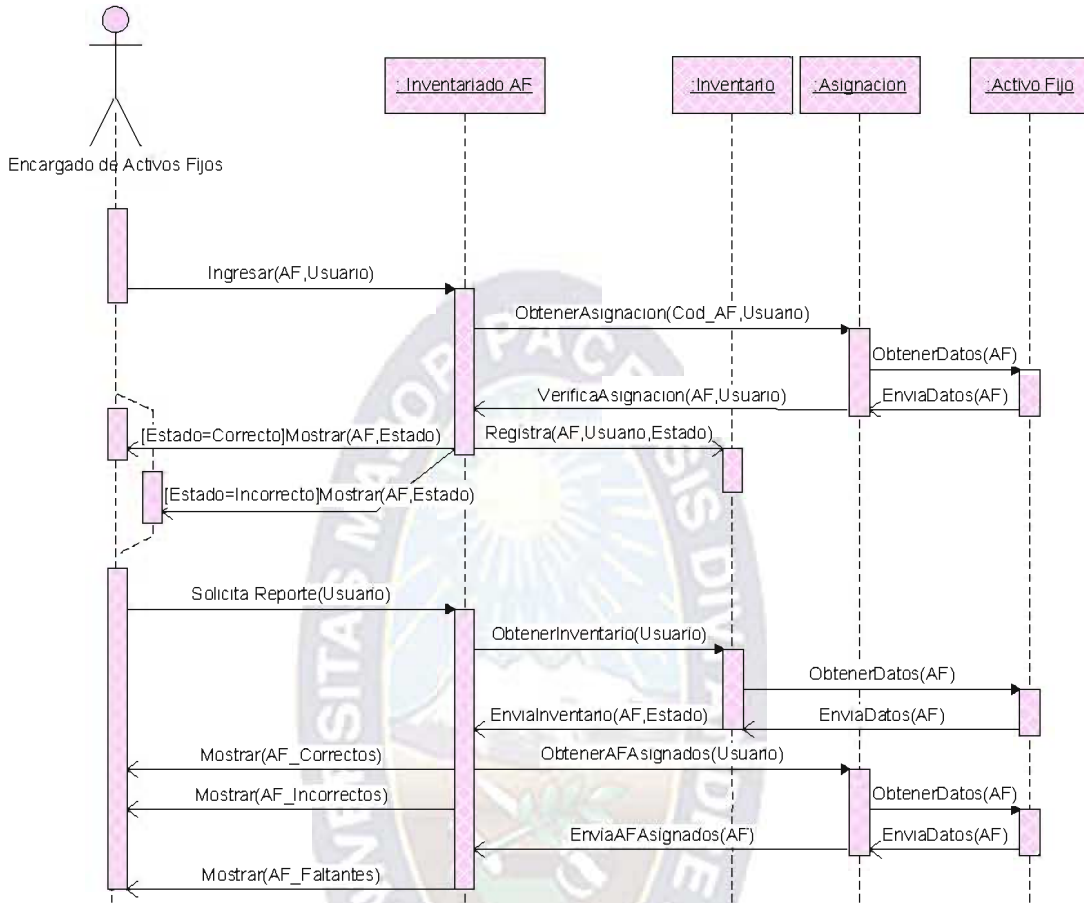 : Inventariado AF
:Inventario
:Asignacion
:Activo Fijo
Encargado de Activos Fijos
Ingresar(AF,Usuario)
ObtenerAsignacion(Cod_AF,Usuario)
ObtenerDatos(AF)
VerificaAsignacion(AF,Usuario)
EnviaDatos(AF)
[Estado=Correcto]Mostrar(AF,Estado)
Registra(AF,Usuario,Estado)
[Estado=Incorrecto]Mostrar(AF,Estado)
Solicita Reporte(Usuario)
ObtenerInventario(Usuario)
ObtenerDatos(AF)
EnviaInventario(AF,Estado)
EnviaDatos(AF)
Mostrar(AF_Correctos)
ObtenerAFAsignados(Usuario)
Mostrar(AF_Incorrectos)
ObtenerDatos(AF)
EnvíaAFAsignados(AF)
EnviaDatos(AF)
Mostrar(AF_Faltantes)